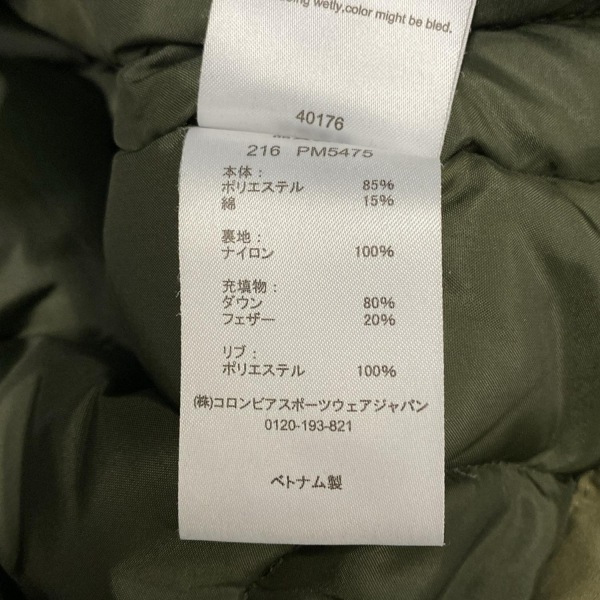 wetly,color might be bled.
40176
216 PM5475
本体:
ポリエステル 85%
綿 15%
裏地:
ナイロン 100%
充填物:
ダウン 80%
フェザー 20%
リブ:
ポリエステル 100%
(株)コロンビアスポーツウェアジャパン
0120-193-821
ベトナム製